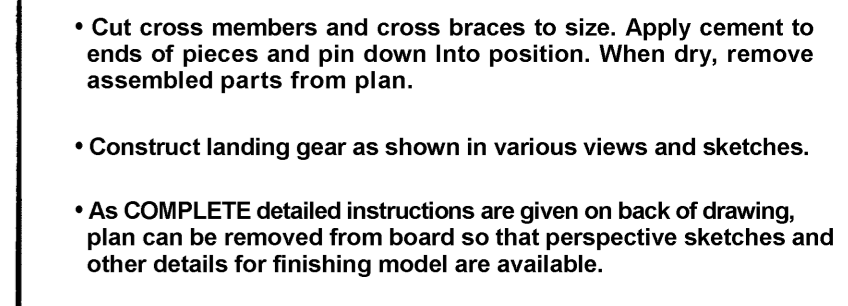 • Cut cross members and cross braces to size. Apply cement to
ends of pieces and pin down Into position. When dry, remove
assembled parts from plan.
• Construct landing gear as shown in various views and sketches.
• As COMPLETE detailed instructions are given on back of drawing,
plan can be removed from board so that perspective sketches and
other details for finishing model are available.